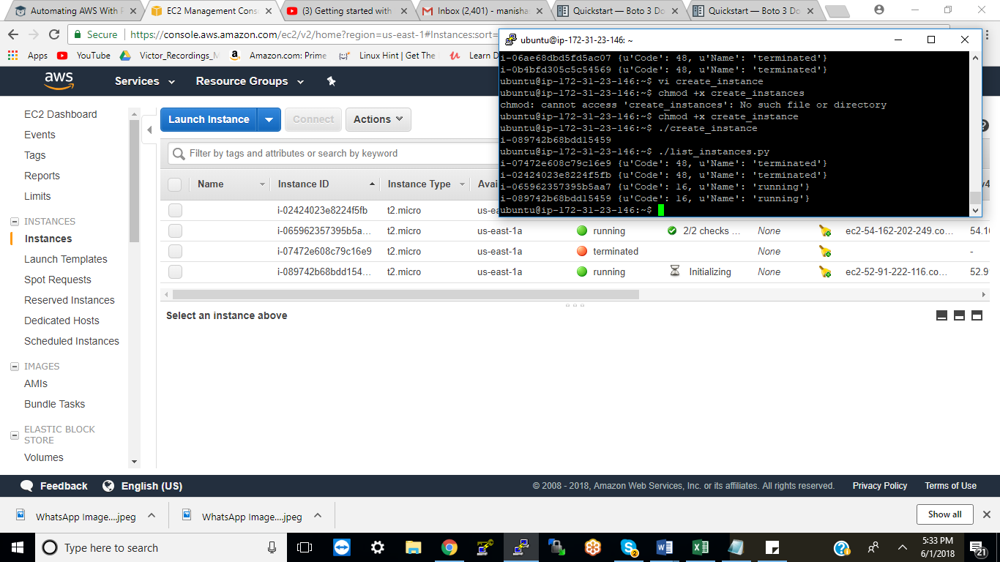 Automating AWS With P
EC2 Management Cons
(3) Getting started with
Inbox (2,401) - manisha
Quickstart — Boto 3 Do
Quickstart — Boto 3 Do
Secure
https://console.aws.amazon.com/ec2/v2/home?region=us-east-1#Instances:sort=
Apps
YouTube
Victor_Recordings_M
Amazon.com: Prime
Linux Hint | Get The
Learn D
ubuntu@ip-172-31-23-146: ~
i-06ae68dbd5fd5ac07 {u'Code': 48, u'Name': 'terminated'}
i-0b4bfd305c5c54569 {u'Code': 48, u'Name': 'terminated'}
ubuntu@ip-172-31-23-146:~$ vi create_instance
ubuntu@ip-172-31-23-146:~$ chmod +x create_instances
chmod: cannot access 'create_instances': No such file or directory
ubuntu@ip-172-31-23-146:~$ chmod +x create_instance
ubuntu@ip-172-31-23-146:~$ ./create_instance
i-089742b68bdd15459
ubuntu@ip-172-31-23-146:~$ ./list_instances.py
i-07472e608c79c16e9 {u'Code': 48, u'Name': 'terminated'}
i-02424023e8224f5fb {u'Code': 48, u'Name': 'terminated'}
i-065962357395b5aa7 {u'Code': 16, u'Name': 'running'}
i-089742b68bdd15459 {u'Code': 16, u'Name': 'running'}
ubuntu@ip-172-31-23-146:~$
aws
Services
Resource Groups
EC2 Dashboard
Events
Tags
Reports
Limits
INSTANCES
Instances
Launch Templates
Spot Requests
Reserved Instances
Dedicated Hosts
Scheduled Instances
IMAGES
AMIs
Bundle Tasks
ELASTIC BLOCK
STORE
Volumes
Launch Instance
Connect
Actions
Filter by tags and attributes or search by keyword
Name Instance ID Instance Type Avai v4
i-02424023e8224f5fb t2.micro us-east-1a
i-065962357395b5a... t2.micro us-east-1a running 2/2 checks ... None ec2-54-162-202-249.co... 54.16
i-07472e608c79c16e9 t2.micro us-east-1a terminated None -
i-089742b68bdd154... t2.micro us-east-1a running Initializing None ec2-52-91-222-116.co... 52.9
Select an instance above
Feedback
English (US)
© 2008 - 2018, Amazon Web Services, Inc. or its affiliates. All rights reserved.
Privacy Policy
Terms of Use
WhatsApp Image....jpeg
WhatsApp Image....jpeg
Show all
Type here to search
2
5:33 PM
6/1/2018
21